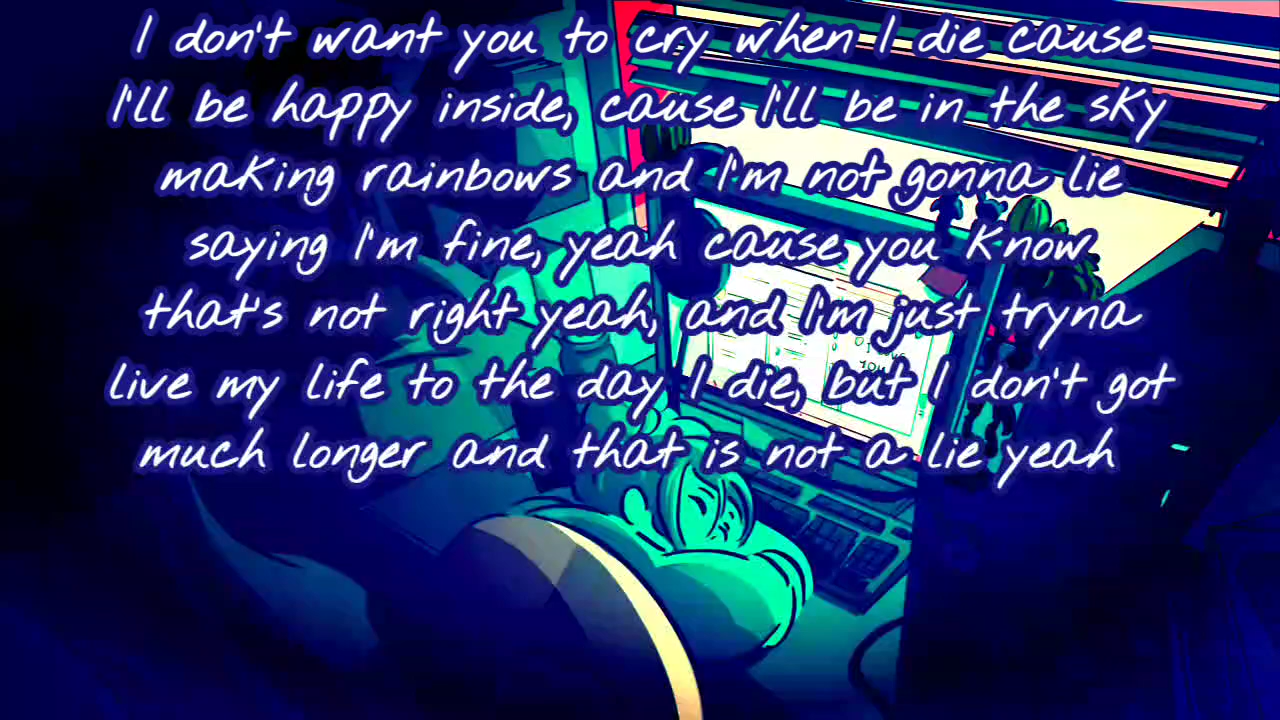 I don't want you to cry when I die cause
I'll be happy inside, cause I'll be in the sky
making rainbows and I'm not gonna lie
saying I'm fine, yeah cause you know
that's not right yeah, and I'm just tryna
live my life to the day I die, but I don't got
much longer and that is not a lie yeah